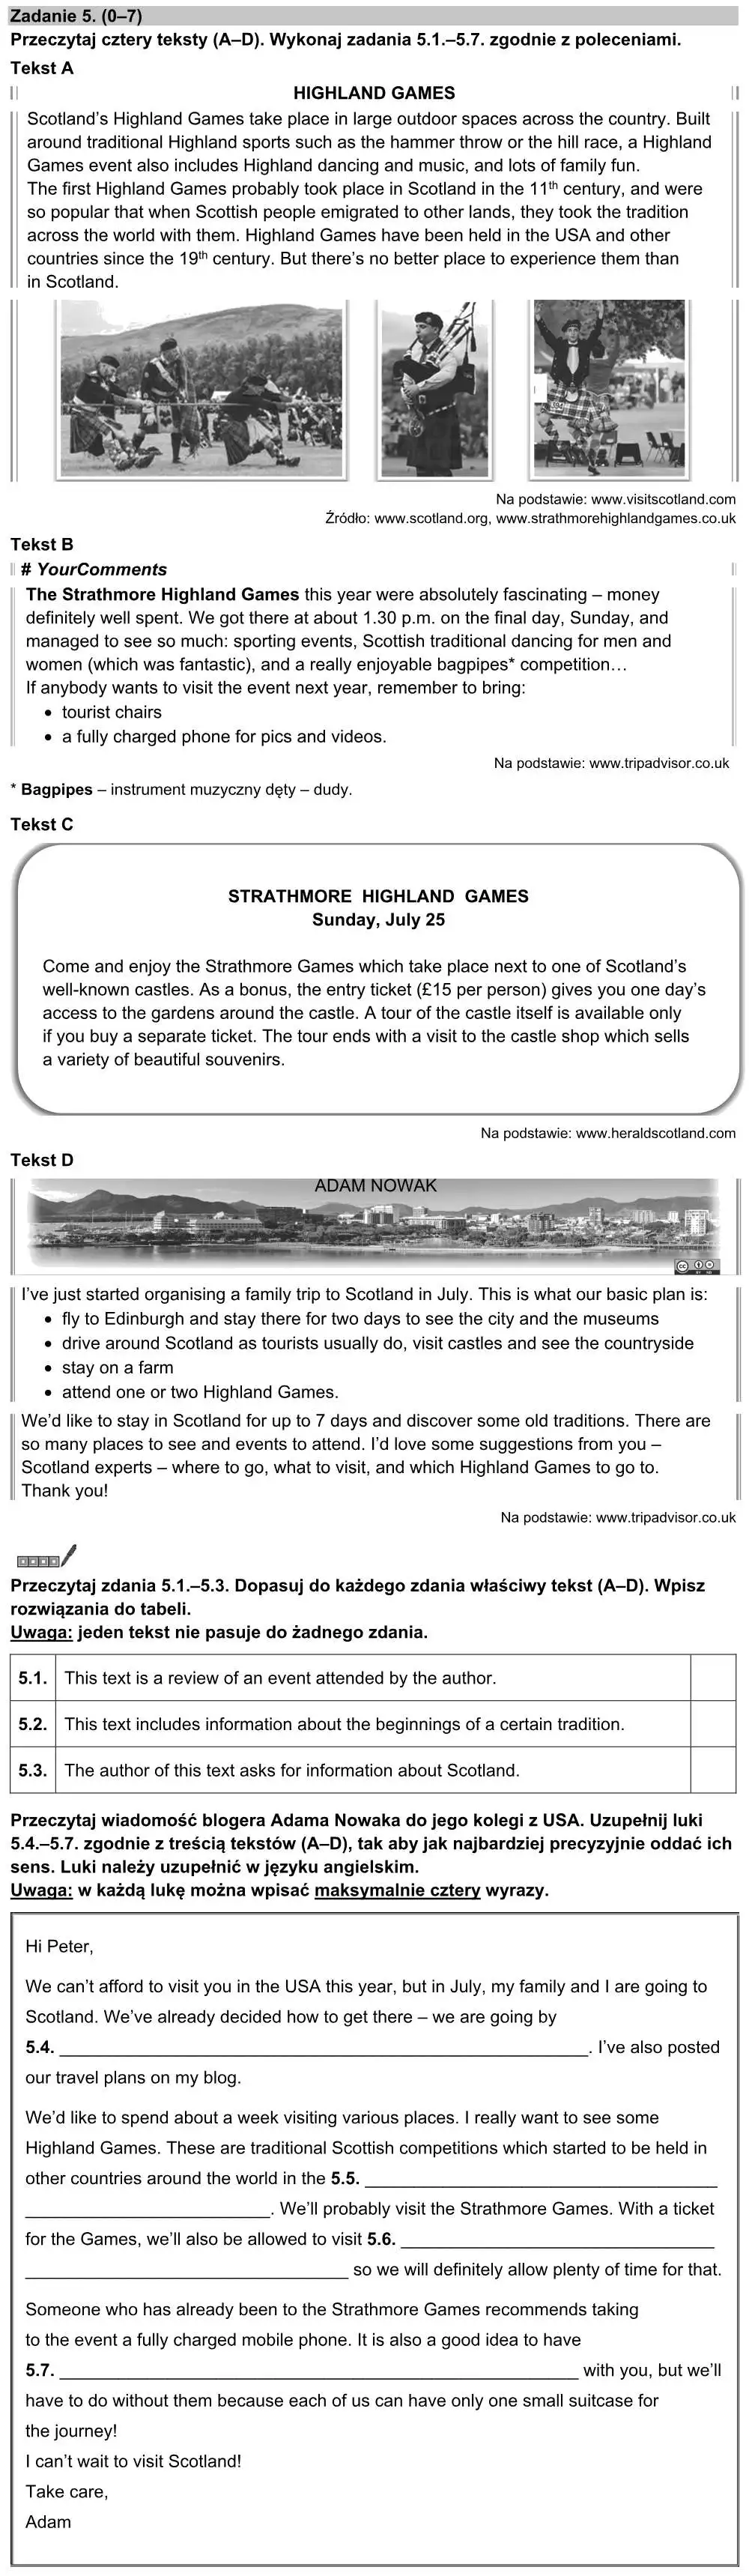 Zadanie 5. (0–7)
Przeczytaj cztery teksty (A–D). Wykonaj zadania 5.1.–5.7. zgodnie z poleceniami.
Tekst A
HIGHLAND GAMES
Scotland’s Highland Games take place in large outdoor spaces across the country. Built
around traditional Highland sports such as the hammer throw or the hill race, a Highland
Games event also includes Highland dancing and music, and lots of family fun.
The first Highland Games probably took place in Scotland in the 11th century, and were
so popular that when Scottish people emigrated to other lands, they took the tradition
across the world with them. Highland Games have been held in the USA and other
countries since the 19th century. But there’s no better place to experience them than
in Scotland.
Na podstawie: www.visitscotland.com
Źródło: www.scotland.org, www.strathmorehighlandgames.co.uk
Tekst B
# YourComments
The Strathmore Highland Games this year were absolutely fascinating – money
definitely well spent. We got there at about 1.30 p.m. on the final day, Sunday, and
managed to see so much: sporting events, Scottish traditional dancing for men and
women (which was fantastic), and a really enjoyable bagpipes* competition…
If anybody wants to visit the event next year, remember to bring:
• tourist chairs
• a fully charged phone for pics and videos.
Na podstawie: www.tripadvisor.co.uk
* Bagpipes – instrument muzyczny dęty – dudy.
Tekst C
STRATHMORE HIGHLAND GAMES
Sunday, July 25
Come and enjoy the Strathmore Games which take place next to one of Scotland’s
well-known castles. As a bonus, the entry ticket (£15 per person) gives you one day’s
access to the gardens around the castle. A tour of the castle itself is available only
if you buy a separate ticket. The tour ends with a visit to the castle shop which sells
a variety of beautiful souvenirs.
Na podstawie: www.heraldscotland.com
Tekst D
ADAM NOWAK
I’ve just started organising a family trip to Scotland in July. This is what our basic plan is:
• fly to Edinburgh and stay there for two days to see the city and the museums
• drive around Scotland as tourists usually do, visit castles and see the countryside
• stay on a farm
• attend one or two Highland Games.
We’d like to stay in Scotland for up to 7 days and discover some old traditions. There are
so many places to see and events to attend. I’d love some suggestions from you –
Scotland experts – where to go, what to visit, and which Highland Games to go to.
Thank you!
Na podstawie: www.tripadvisor.co.uk
Przeczytaj zdania 5.1.–5.3. Dopasuj do każdego zdania właściwy tekst (A–D). Wpisz
rozwiązania do tabeli.
Uwaga: jeden tekst nie pasuje do żadnego zdania.
5.1. This text is a review of an event attended by the author.
5.2. This text includes information about the beginnings of a certain tradition.
5.3. The author of this text asks for information about Scotland.
Przeczytaj wiadomość blogera Adama Nowaka do jego kolegi z USA. Uzupełnij luki
5.4.–5.7. zgodnie z treścią tekstów (A–D), tak aby jak najbardziej precyzyjnie oddać ich
sens. Luki należy uzupełnić w języku angielskim.
Uwaga: w każdą lukę można wpisać maksymalnie cztery wyrazy.
Hi Peter,
We can’t afford to visit you in the USA this year, but in July, my family and I are going to
Scotland. We’ve already decided how to get there – we are going by
5.4. ____________________. I’ve also posted
our travel plans on my blog.
We’d like to spend about a week visiting various places. I really want to see some
Highland Games. These are traditional Scottish competitions which started to be held in
other countries around the world in the 5.5. ____________________
____________________. We’ll probably visit the Strathmore Games. With a ticket
for the Games, we’ll also be allowed to visit 5.6. ____________________
____________________ so we will definitely allow plenty of time for that.
Someone who has already been to the Strathmore Games recommends taking
to the event a fully charged mobile phone. It is also a good idea to have
5.7. ____________________ with you, but we’ll
have to do without them because each of us can have only one small suitcase for
the journey!
I can’t wait to visit Scotland!
Take care,
Adam